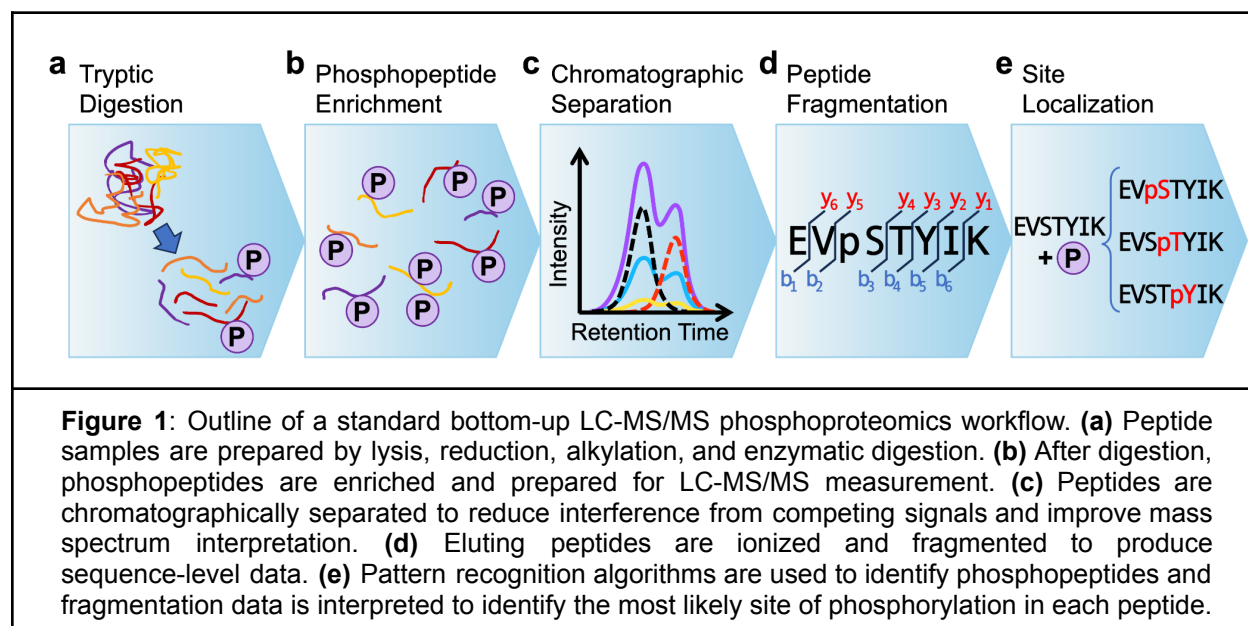 a Tryptic
Digestion
b Phosphopeptide
Enrichment
c Chromatographic
Separation
d Peptide
Fragmentation
e Site
Localization
P
P
P
P
P
P
P
P
P
P
Intensity
Retention Time
y6 y5 y4 y3 y2 y1
EVpSTYIK
b1 b2 b3 b4 b5 b6
EVSTYIK
+ P
EVpSTYIK
EVSpTYIK
EVSTpYIK
Figure 1: Outline of a standard bottom-up LC-MS/MS phosphoproteomics workflow. (a) Peptide
samples are prepared by lysis, reduction, alkylation, and enzymatic digestion. (b) After digestion,
phosphopeptides are enriched and prepared for LC-MS/MS measurement. (c) Peptides are
chromatographically separated to reduce interference from competing signals and improve mass
spectrum interpretation. (d) Eluting peptides are ionized and fragmented to produce
sequence-level data. (e) Pattern recognition algorithms are used to identify phosphopeptides and
fragmentation data is interpreted to identify the most likely site of phosphorylation in each peptide.